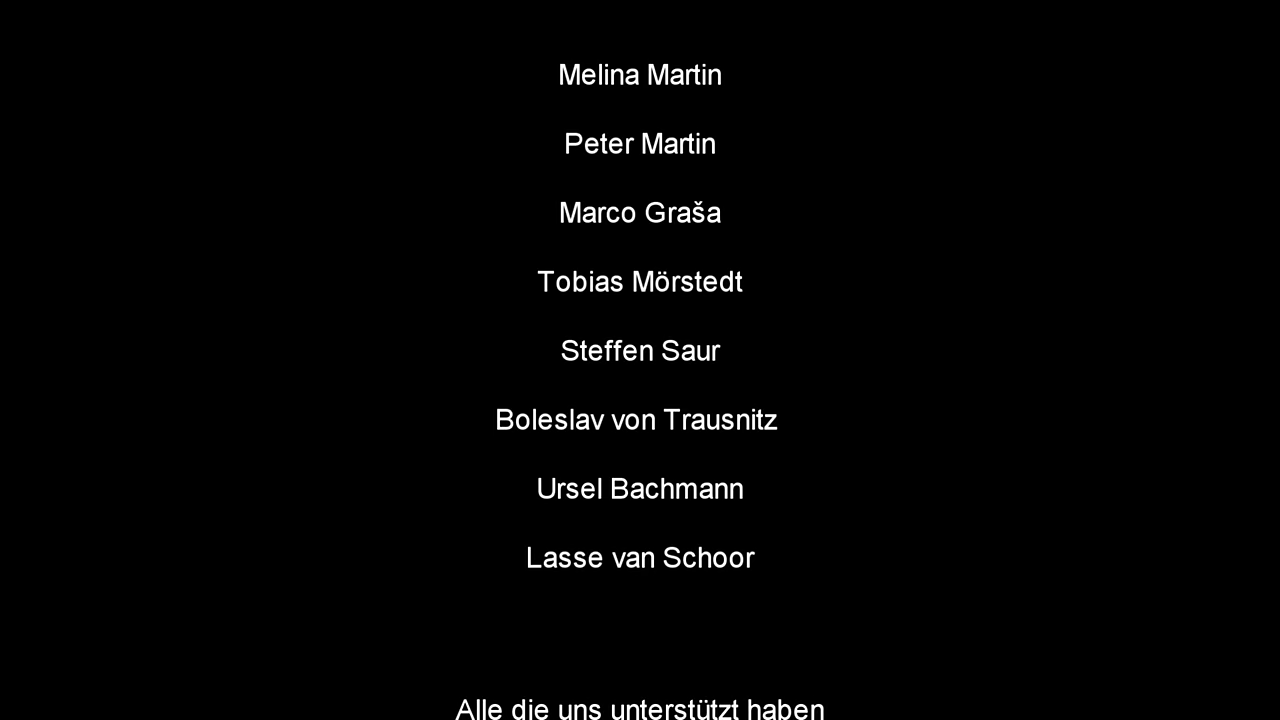 Melina Martin
Peter Martin
Marco Graša
Tobias Mörstedt
Steffen Saur
Boleslav von Trausnitz
Ursel Bachmann
Lasse van Schoor
Alle die uns unterstützt haben